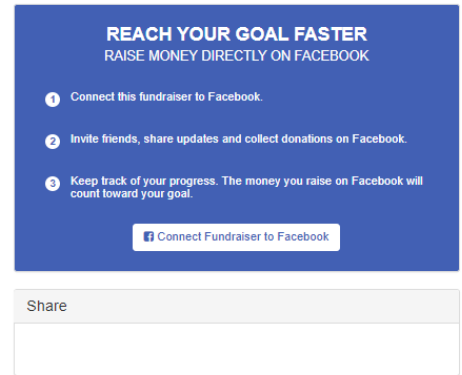 REACH YOUR GOAL FASTER
RAISE MONEY DIRECTLY ON FACEBOOK
1 Connect this fundraiser to Facebook.
2 Invite friends, share updates and collect donations on Facebook.
3 Keep track of your progress. The money you raise on Facebook will
count toward your goal.
Connect Fundraiser to Facebook
Share